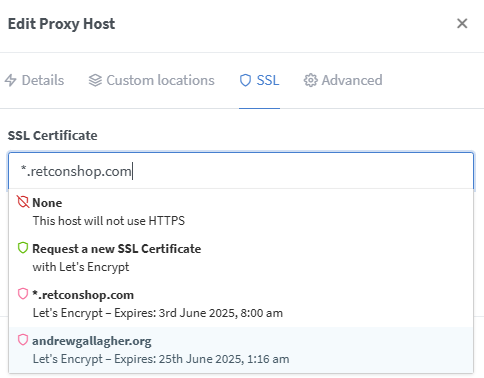 Edit Proxy Host
Details Custom locations SSL Advanced
SSL Certificate
*.retconshop.com
None
This host will not use HTTPS
Request a new SSL Certificate
with Let's Encrypt
*.retconshop.com
Let's Encrypt – Expires: 3rd June 2025, 8:00 am
andrewgallagher.org
Let's Encrypt – Expires: 25th June 2025, 1:16 am